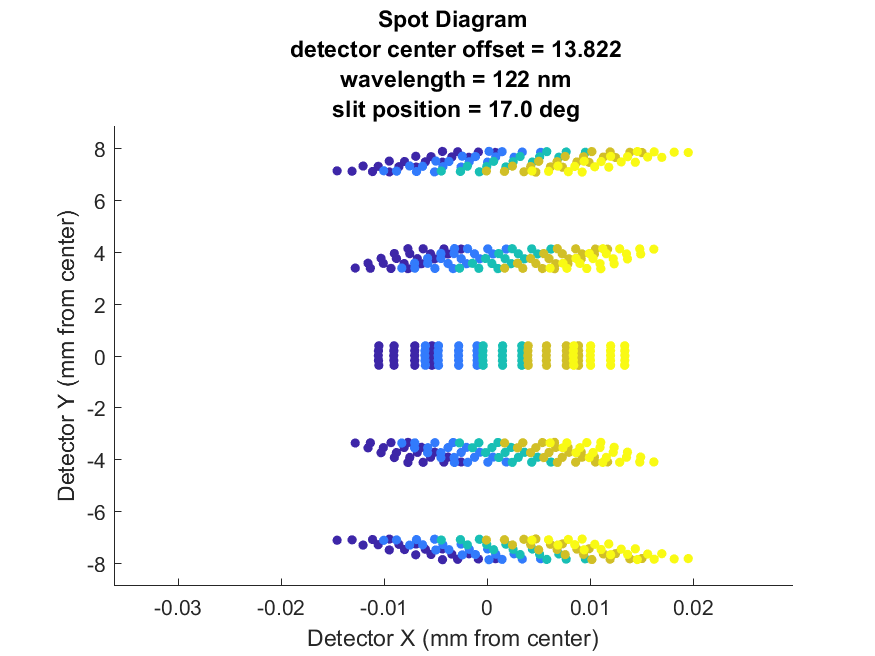 Spot Diagram
detector center offset = 13.822
wavelength = 122 nm
slit position = 17.0 deg
8
6
4
2
0
-2
-4
-6
-8
Detector Y (mm from center)
-0.03 -0.02 -0.01 0 0.01 0.02
Detector X (mm from center)